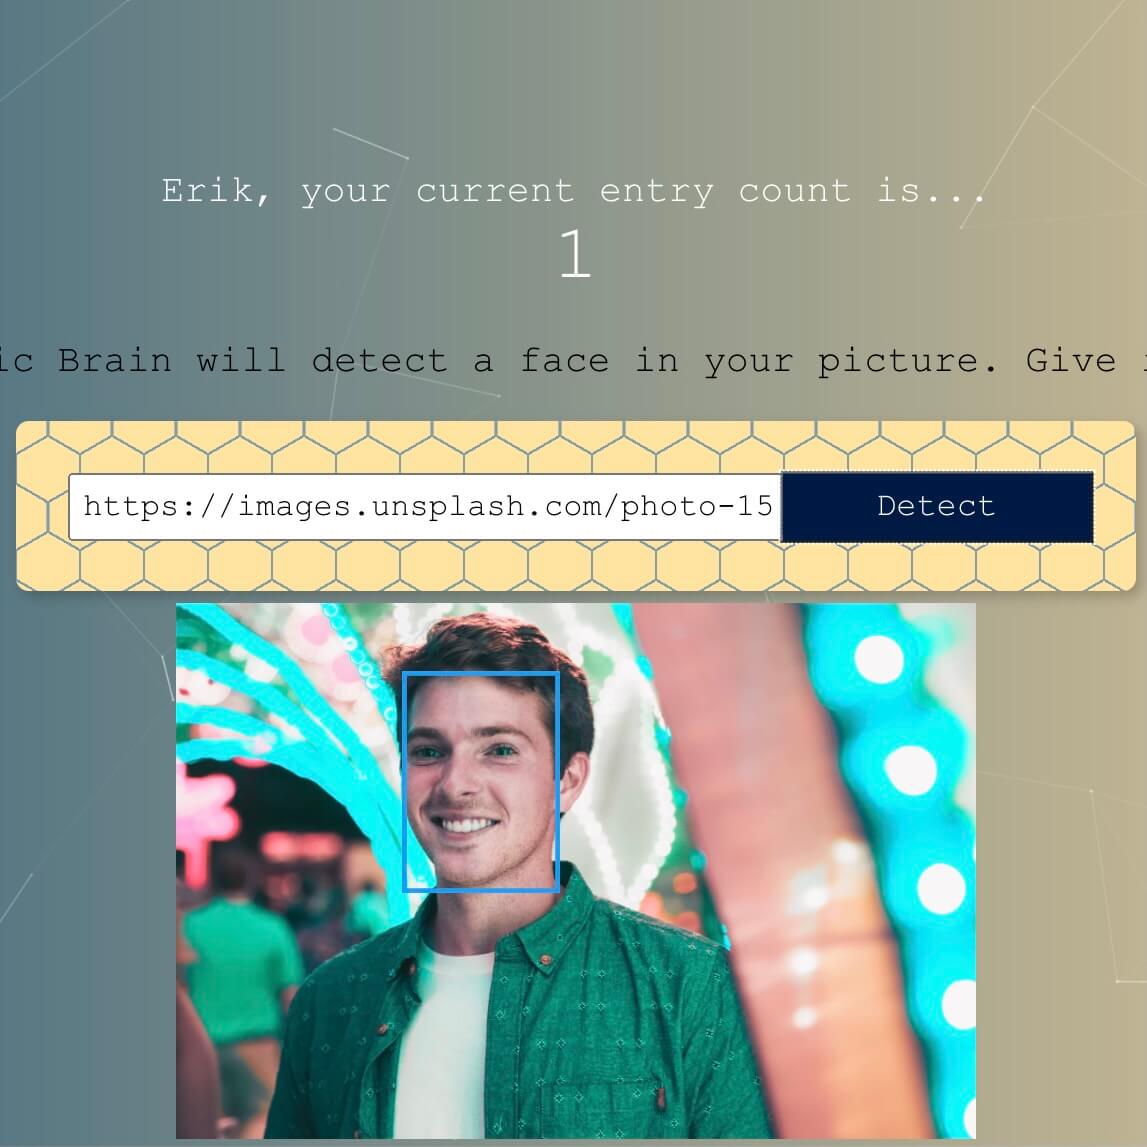 Erik, your current entry count is...
1
ic Brain will detect a face in your picture. Give
https://images.unsplash.com/photo-15
Detect